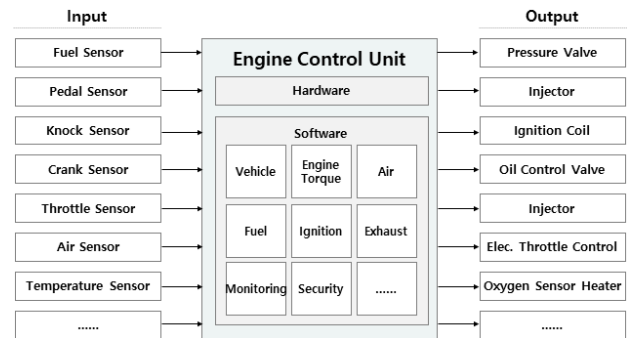 Input
Output
Fuel Sensor
Pedal Sensor
Knock Sensor
Crank Sensor
Throttle Sensor
Air Sensor
Temperature Sensor
......
Engine Control Unit
Hardware
Software
Vehicle
Engine
Torque
Air
Fuel
Ignition
Exhaust
Monitoring
Security
......
Pressure Valve
Injector
Ignition Coil
Oil Control Valve
Injector
Elec. Throttle Control
Oxygen Sensor Heater
......